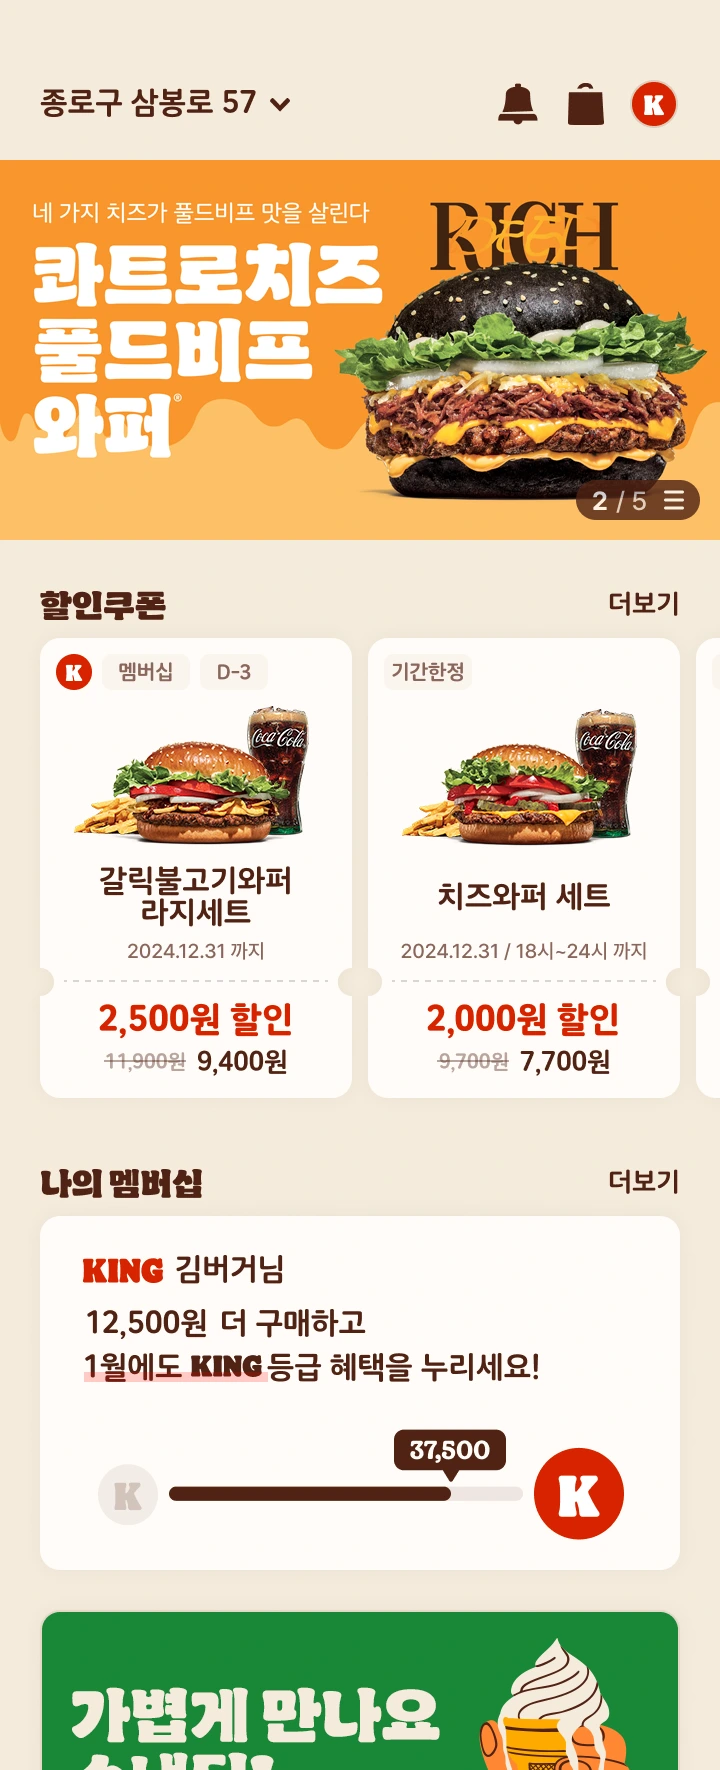 종로구 삼봉로 57
K
네 가지 치즈가 풀드비프 맛을 살린다
콰트로치즈
풀드비프
와퍼®
RICH
2 / 5
할인쿠폰
더보기
K 멤버십 D-3
Coca-Cola
갈릭불고기와퍼
라지세트
2024.12.31 까지
2,500원 할인
11,900원 9,400원
기간한정
Coca-Cola
치즈와퍼 세트
2024.12.31 / 18시~24시 까지
2,000원 할인
9,700원 7,700원
나의 멤버십
더보기
KING 김버거님
12,500원 더 구매하고
1월에도 KING 등급 혜택을 누리세요!
37,500
K
K
가볍게 만나요